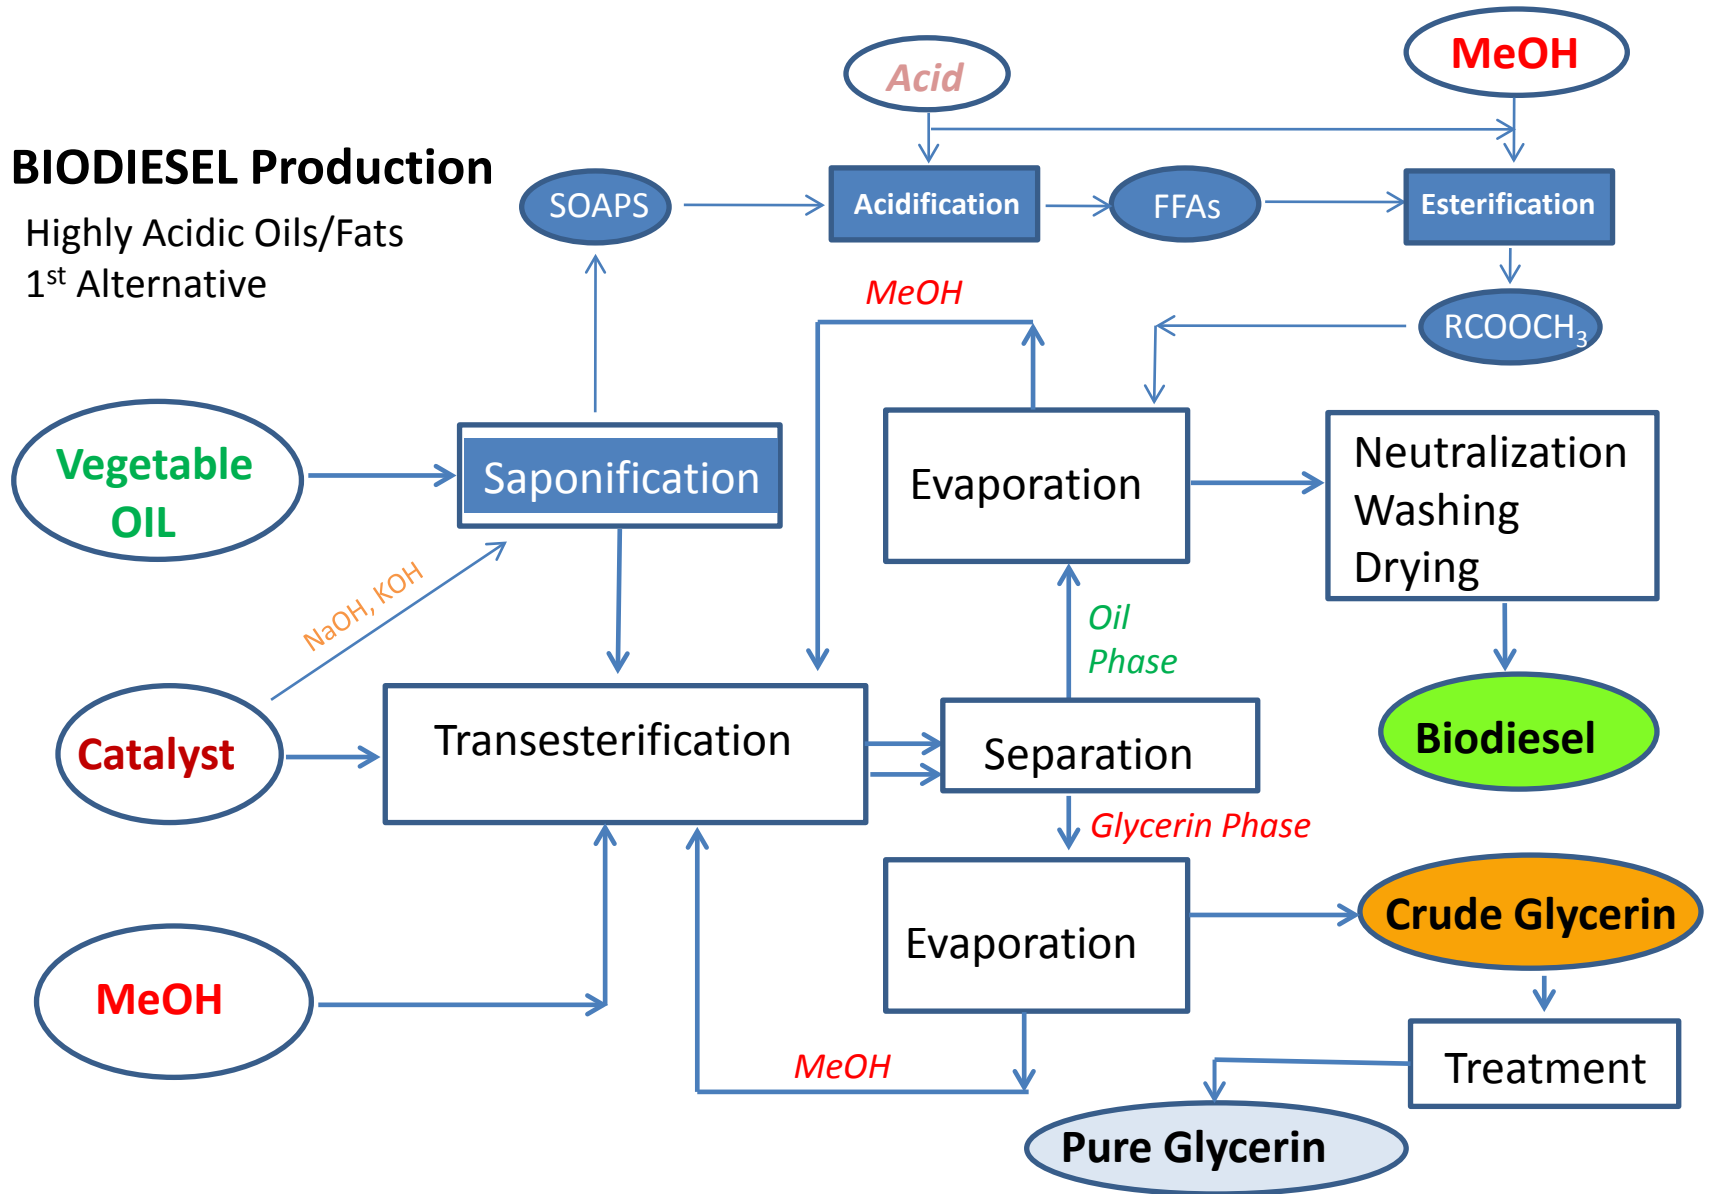 Acid
MeOH
BIODIESEL Production
Highly Acidic Oils/Fats
1st Alternative
SOAPS
Acidification
FFAs
Esterification
MeOH
RCOOCH3
Vegetable
OIL
Saponification
Evaporation
Neutralization
Washing
Drying
NaOH, KOH
Oil
Phase
Catalyst
Transesterification
Separation
Biodiesel
Glycerin Phase
MeOH
Evaporation
Crude Glycerin
MeOH
Treatment
Pure Glycerin